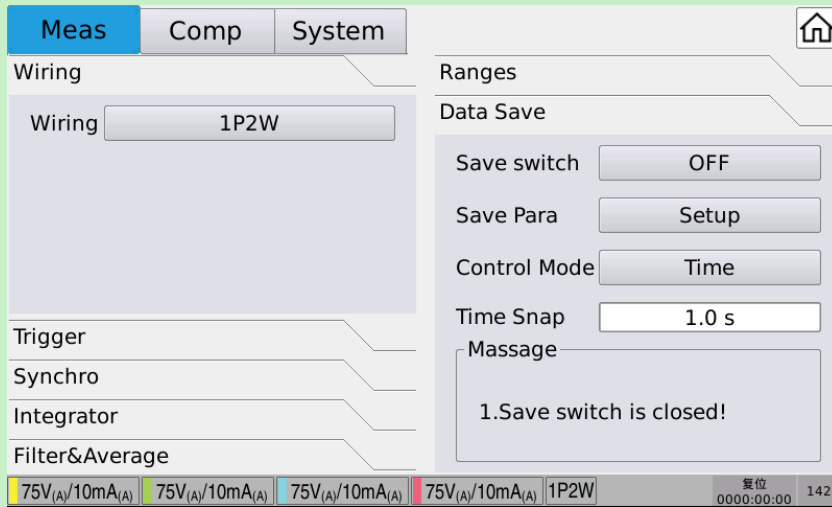 Meas Comp System
Wiring
Wiring 1P2W
Trigger
Synchro
Integrator
Filter&Average
Ranges
Data Save
Save switch OFF
Save Para Setup
Control Mode Time
Time Snap 1.0 s
Massage
1.Save switch is closed!
75V(A)/10mA(A) 75V(A)/10mA(A) 75V(A)/10mA(A) 75V(A)/10mA(A) 1P2W
复位
0000:00:00
142